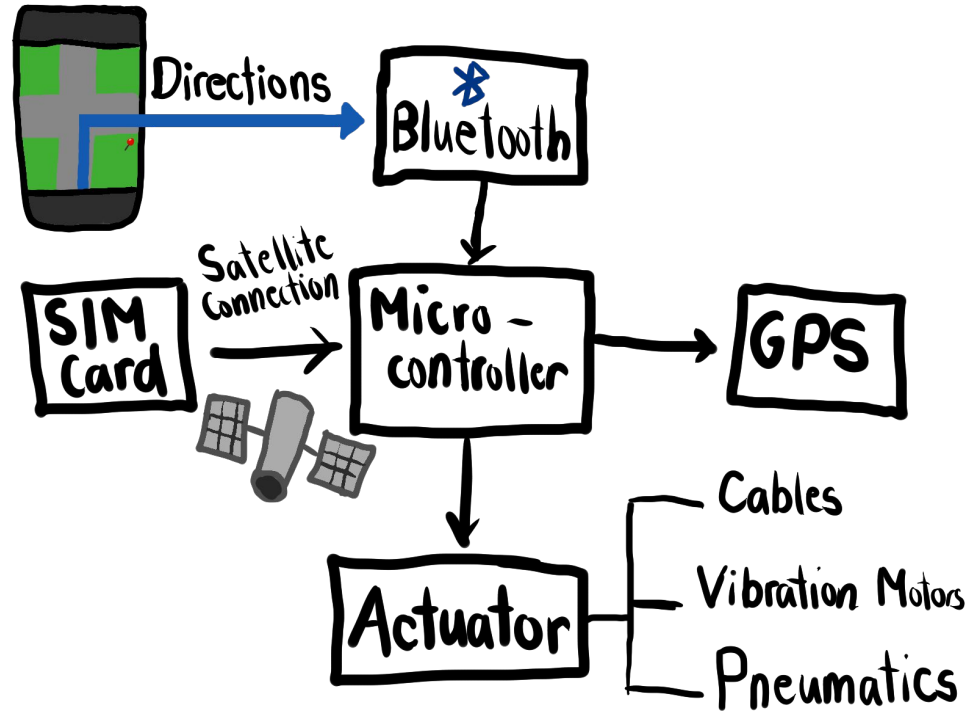 Directions
Bluetooth
Satellite
connection
SIM
Card
Micro-
controller
GPS
Actuator
Cables
Vibration Motors
Pneumatics